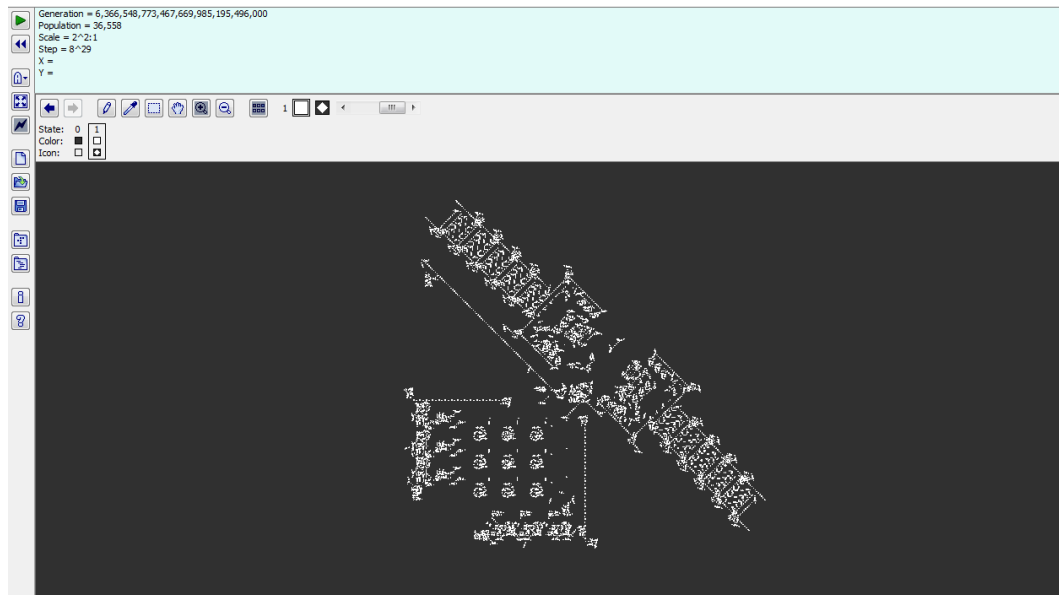 Generation = 6,366,548,773,467,669,985,195,496,000
Population = 36,558
Scale = 2^2:1
Step = 8^29
X =
Y =
1
State: 0 1
Color:
Icon: